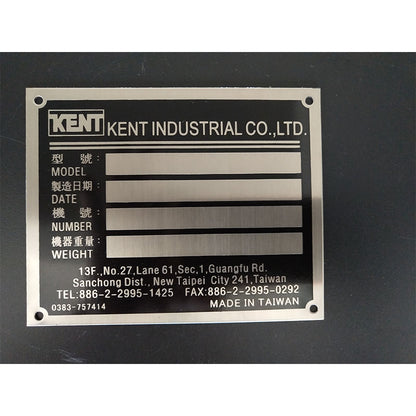 KENT KENT INDUSTRIAL CO.,LTD.
型 號:
MODEL
製造日期:
DATE
機 號:
NUMBER
機器重量:
WEIGHT
13F.,No.27,Lane 61,Sec,1,Guangfu Rd.
Sanchong Dist., New Taipei City 241,Taiwan
TEL:886-2-2995-1425 FAX:886-2-2995-0292
0383-757414 MADE IN TAIWAN